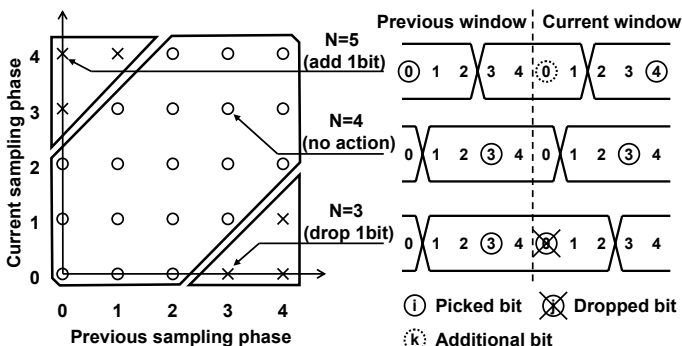 Current sampling phase
4
3
2
1
0
0 1 2 3 4
Previous sampling phase
N=5
(add 1bit)
N=4
(no action)
N=3
(drop 1bit)
Previous window Current window
0 1 2 3 4 0 1 2 3 4
0 1 2 3 4 0 1 2 3 4
0 1 2 3 4 0 1 2 3 4
i Picked bit j Dropped bit
k Additional bit